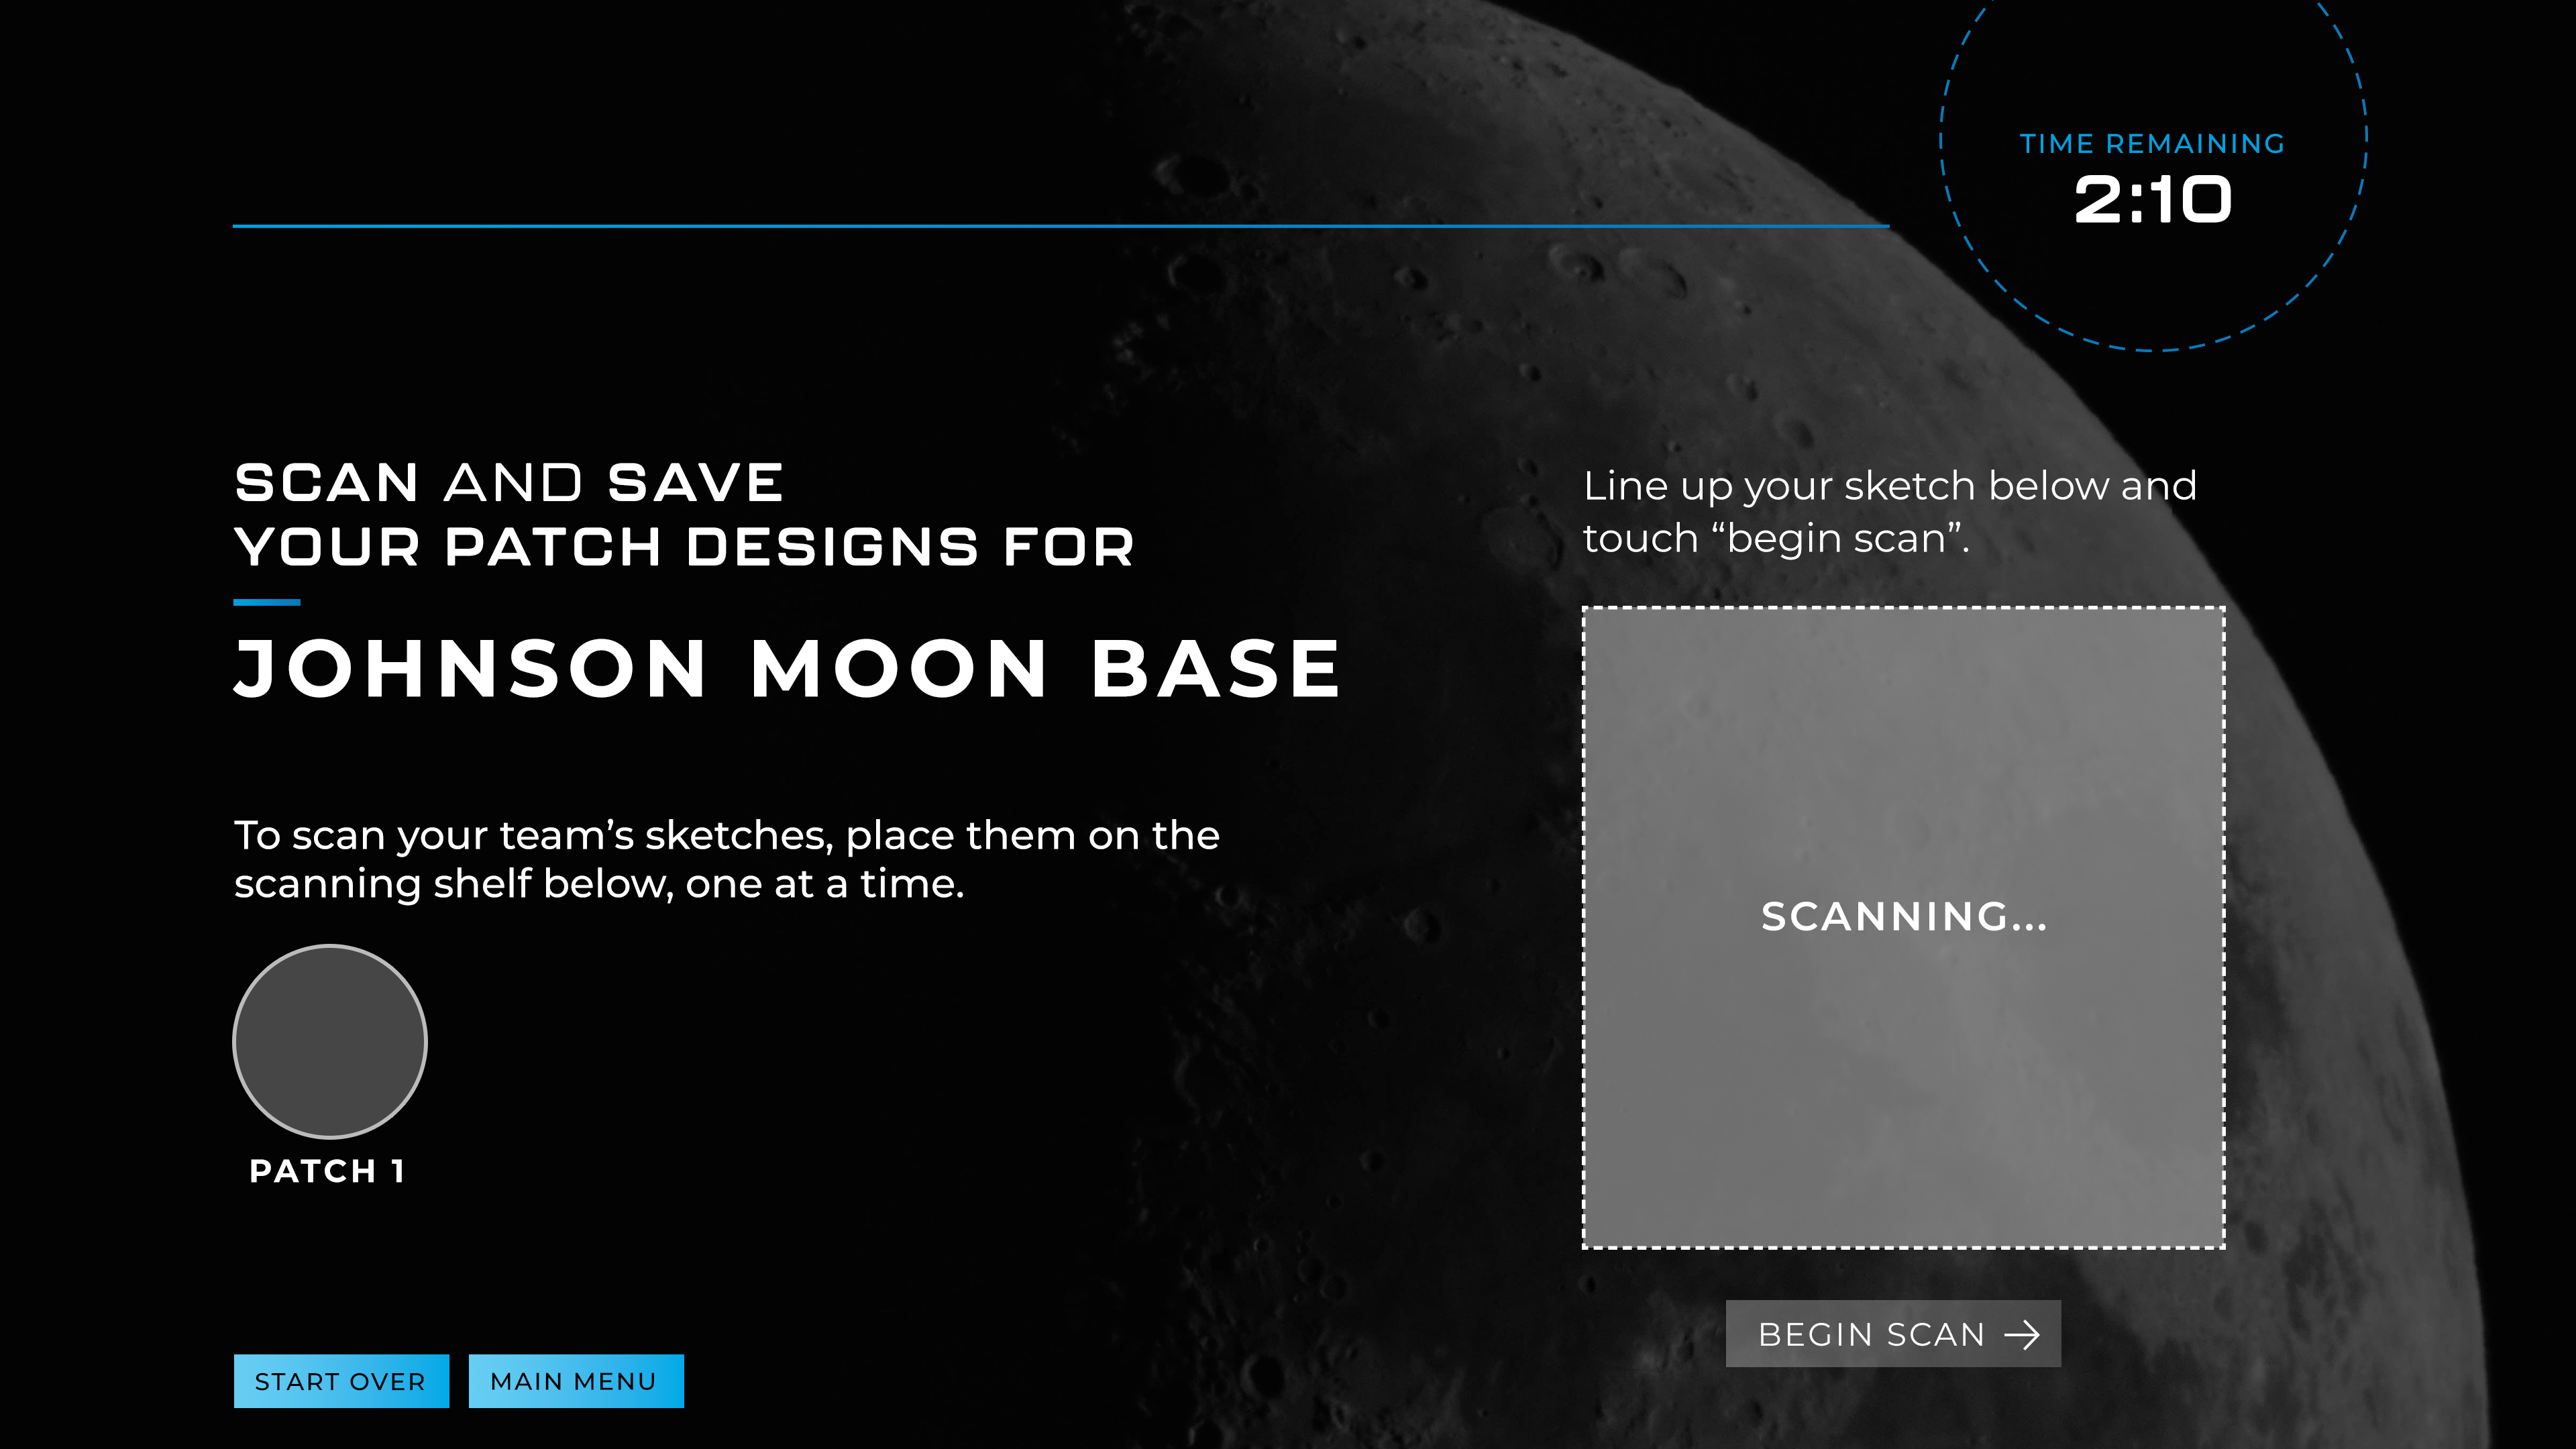 TIME REMAINING
2:10
SCAN AND SAVE
YOUR PATCH DESIGNS FOR
JOHNSON MOON BASE
To scan your team’s sketches, place them on the
scanning shelf below, one at a time.
PATCH 1
START OVER
MAIN MENU
Line up your sketch below and
touch “begin scan”.
SCANNING...
BEGIN SCAN